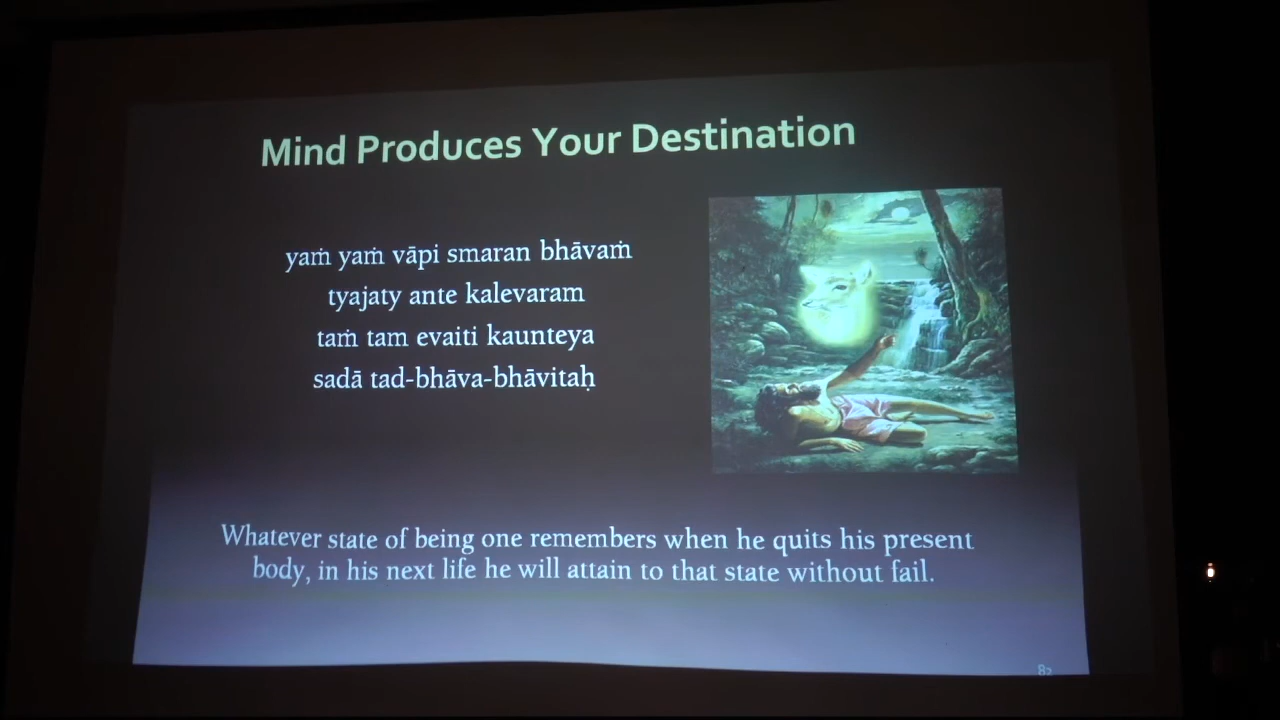 Mind Produces Your Destination
yaṁ yaṁ vāpi smaran bhāvaṁ
tyajaty ante kalevaram
taṁ tam evaiti kaunteya
sadā tad-bhāva-bhāvitaḥ
Whatever state of being one remembers when he quits his present
body, in his next life he will attain to that state without fail.
82